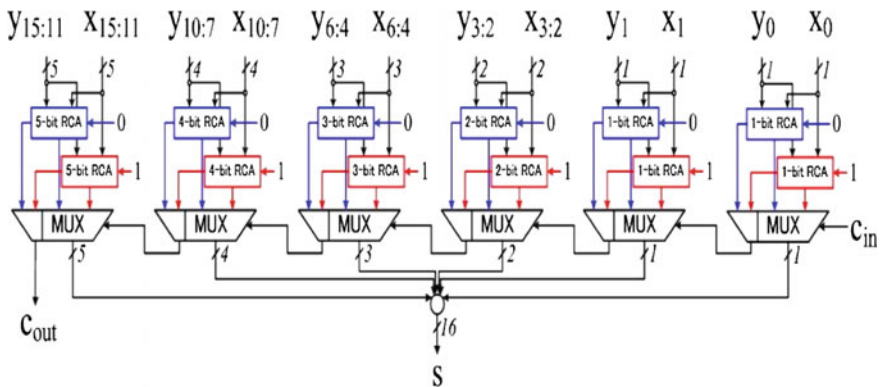 y15:11 x15:11 y10:7 x10:7 y6:4 x6:4 y3:2 x3:2 y1 x1 y0 x0
5 5 4 4 3 3 2 2 1 1 1 1
5-bit RCA 0 4-bit RCA 0 3-bit RCA 0 2-bit RCA 0 1-bit RCA 0 1-bit RCA 0
5-bit RCA 1 4-bit RCA 1 3-bit RCA 1 2-bit RCA 1 1-bit RCA 1 1-bit RCA 1
MUX MUX MUX MUX MUX MUX cin
5 4 3 2 1 1
cout
16
s